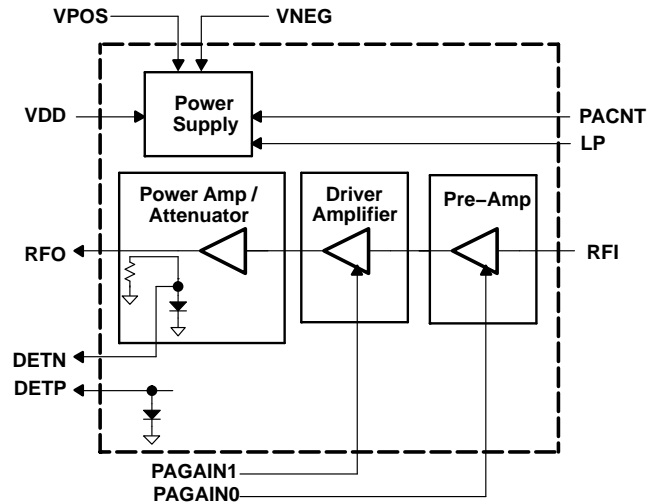 VPOS
VNEG
VDD
Power
Supply
PACNT
LP
Power Amp /
Attenuator
Driver
Amplifier
Pre−Amp
RFO
RFI
DETN
DETP
PAGAIN1
PAGAIN0